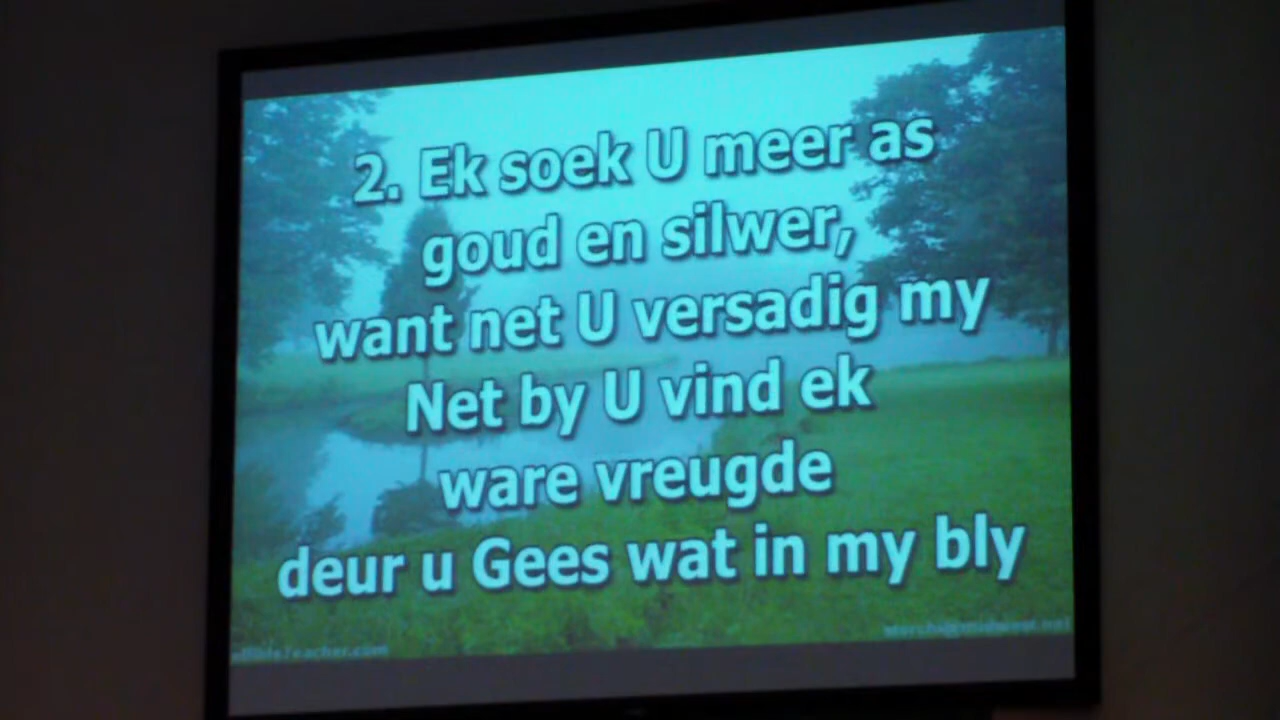 2. Ek soek U meer as
goud en silwer,
want net U versadig my
Net by U vind ek
ware vreugde
deur u Gees wat in my bly